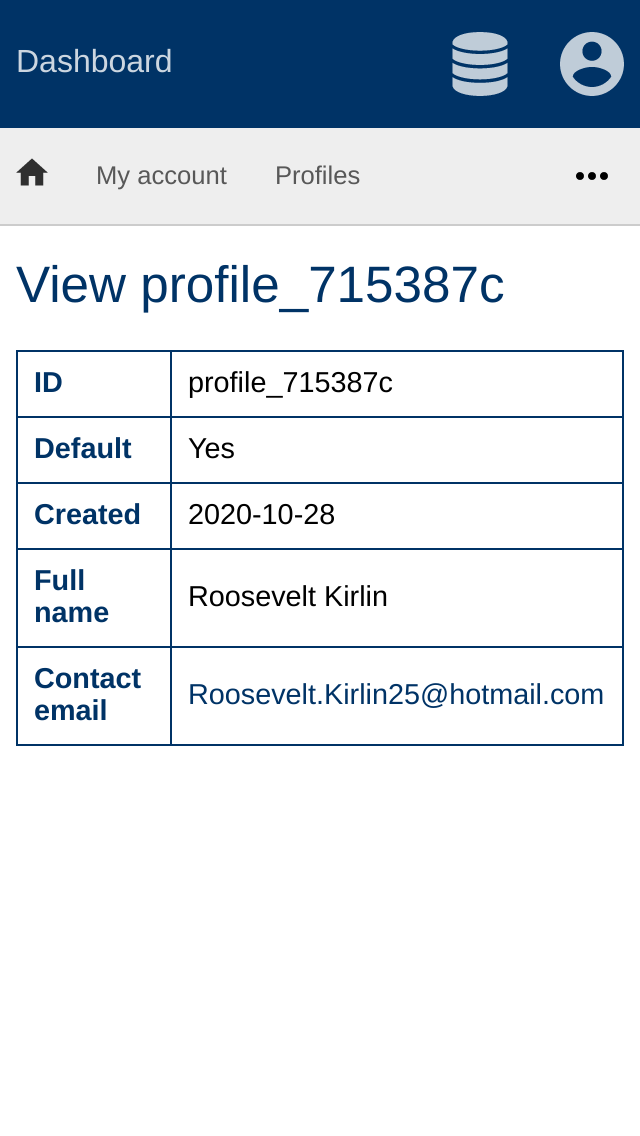 Dashboard
My account Profiles
View profile_715387c
ID profile_715387c
Default Yes
Created 2020-10-28
Full
name
Roosevelt Kirlin
Contact
email
Roosevelt.Kirlin25@hotmail.com